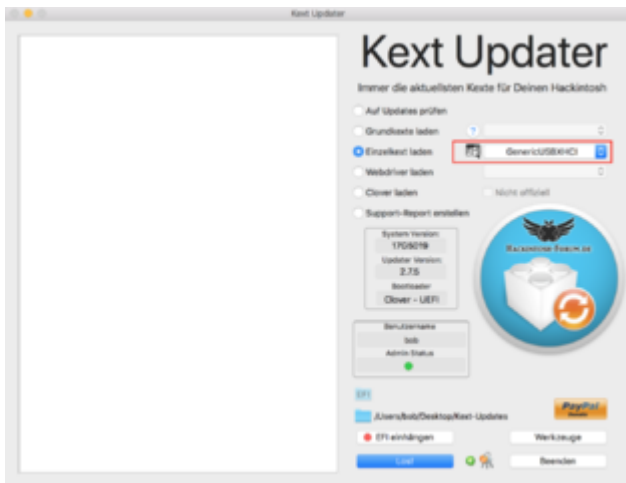 Kext Updater
Kext Updater
Immer die aktuellsten Kexte für Deinen Hackintosh
Auf Updates prüfen
Grundkexte laden
?
Einzelkext laden
GenericUSBXHCI
Webdriver laden
Clover laden
Nicht offiziell
Support-Report erstellen
System Version:
17G5019
Updater Version:
2.7.5
Bootloader
Clover - UEFI
Hackintosh-Forum.de
Benutzername
bob
Admin Status
EFI
/Users/bob/Desktop/Kext-Updates
PayPal
EFI einhängen
Werkzeuge
Los!
Beenden